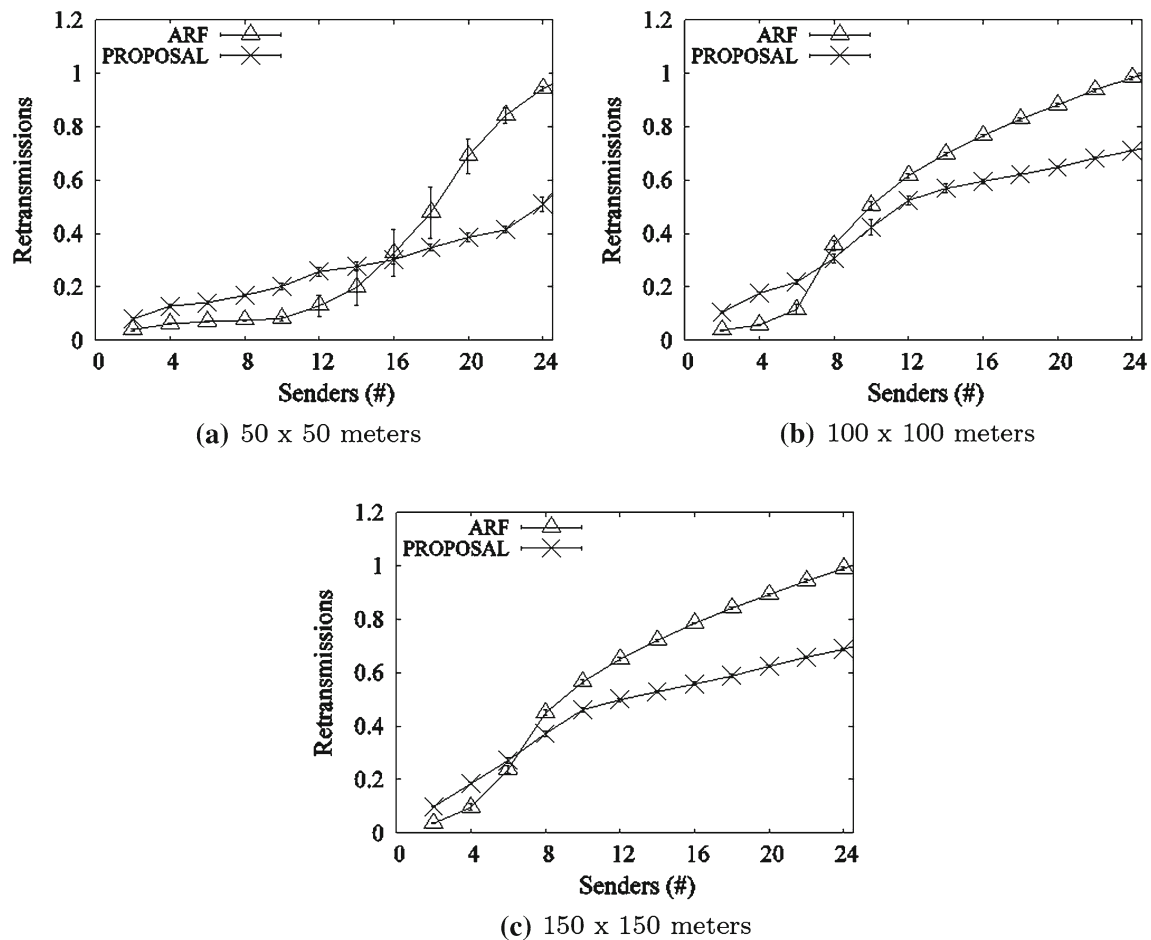 1.2
1
0.8
0.6
0.4
0.2
0
Retransmissions
ARF
PROPOSAL
0 4 8 12 16 20 24
Senders (#)
(a) 50 x 50 meters
1.2
1
0.8
0.6
0.4
0.2
0
Retransmissions
ARF
PROPOSAL
0 4 8 12 16 20 24
Senders (#)
(b) 100 x 100 meters
1.2
1
0.8
0.6
0.4
0.2
0
Retransmissions
ARF
PROPOSAL
0 4 8 12 16 20 24
Senders (#)
(c) 150 x 150 meters